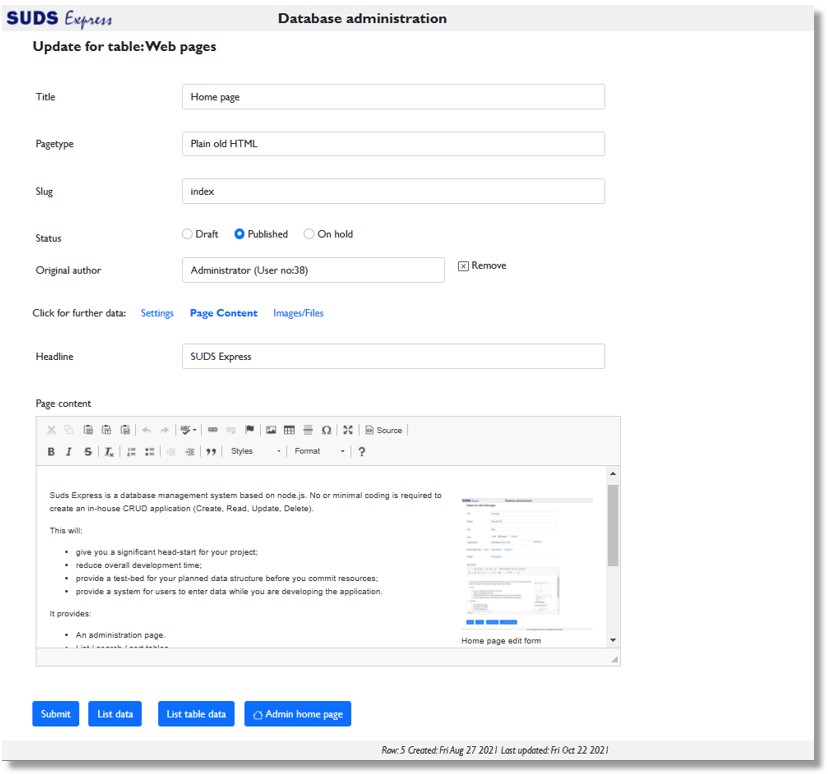 SUDS Express
Database administration
Update for table:Web pages
Title
Home page
Pagetype
Plain old HTML
Slug
index
Status
Draft Published On hold
Original author
Administrator (User no:38)
Remove
Click for further data: Settings Page Content Images/Files
Headline
SUDS Express
Page content
Source
B I S Tx Styles Format ?
Suds Express is a database management system based on node.js. No or minimal coding is required to
create an in-house CRUD application (Create, Read, Update, Delete).
This will:
• give you a significant head-start for your project;
• reduce overall development time;
• provide a test-bed for your planned data structure before you commit resources;
• provide a system for users to enter data while you are developing the application.
It provides:
• An administration page.
• List / search / sort tables
Home page edit form
Submit List data List table data Admin home page
Row: 5 Created: Fri Aug 27 2021 Last updated: Fri Oct 22 2021